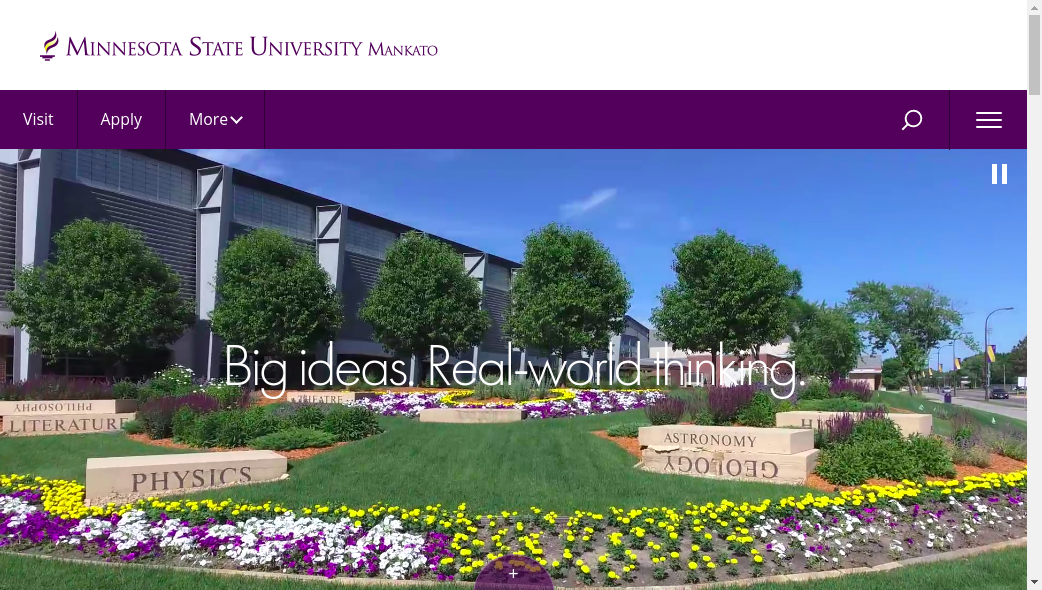 MINNESOTA STATE UNIVERSITY MANKATO
Visit
Apply
More
Big ideas. Real-world thinking.
PHILOSOPHY
THEATRE
LITERATURE
ASTRONOMY
GEOLOGY
PHYSICS
+